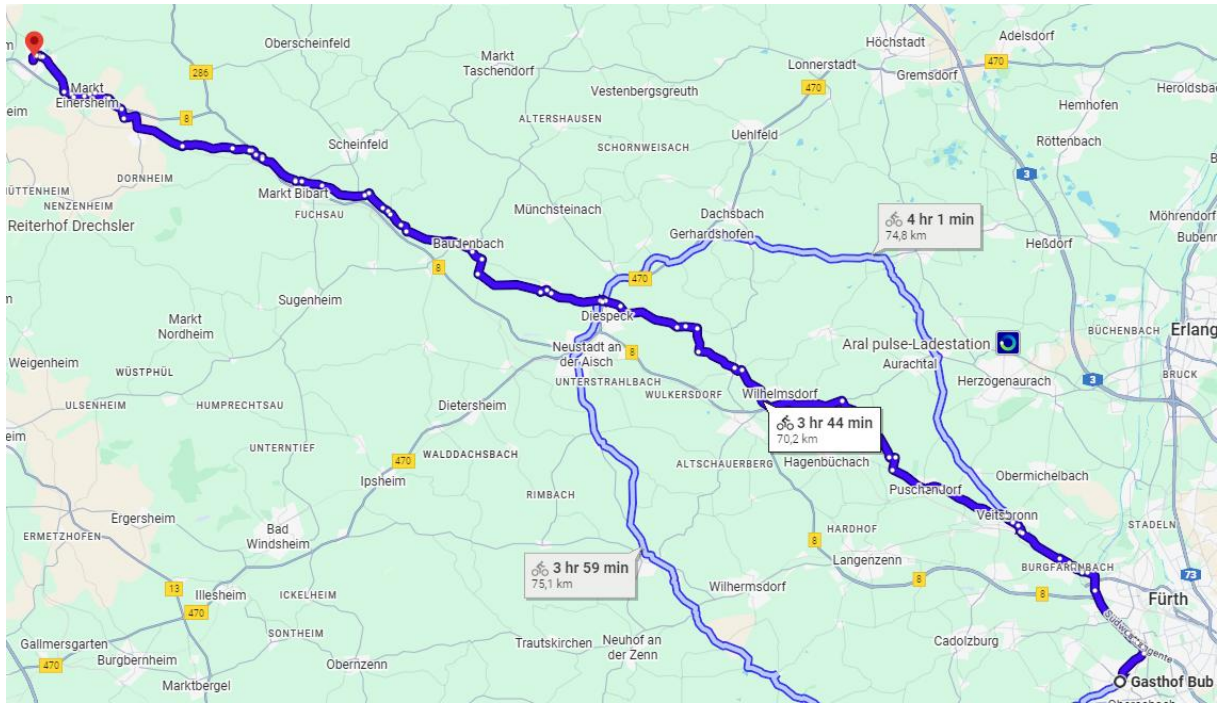 Oberscheinfeld
Markt
Taschendorf
Höchstadt
Adelsdorf
470
Lonnerstadt
Gremsdorf
286
470
Heroldsba
Vestenbergsgreuth
Hemhofen
Markt
Einersheim
8
ALTERSHAUSEN
Uehlfeld
Röttenbach
Scheinfeld
SCHORNWEISACH
3
DORNHEIM
HÜTTENHEIM
NENZENHEIM
Markt Bibart
FUCHSAU
Münchsteinach
Dachsbach
4 hr 1 min
74,8 km
Möhrendorf
Reiterhof Drechsler
Gerhardshofen
Heßdorf
Bubenr
Baudenbach
8
470
Sugenheim
Diespeck
Markt
Nordheim
BÜCHENBACH
Erlang
Neustadt an
der Aisch
8
Aral pulse-Ladestation
Weigenheim
Aurachtal
WÜSTPHÜL
UNTERSTRAHLBACH
Herzogenaurach
3
BRUCK
ULSENHEIM
HUMPRECHTSAU
Dietersheim
WULKERSDORF
Wilhelmsdorf
3 hr 44 min
70,2 km
UNTERNTIEF
WALDDACHSBACH
470
ALTSCHAUERBERG
Hagenbüchach
Ipsheim
Obermichelbach
RIMBACH
Puschendorf
Ergersheim
Veitsbronn
ERMETZHOFEN
Bad
Windsheim
HARDHOF
STADELN
8
3 hr 59 min
75,1 km
Langenzenn
BURGFARRNBACH
73
13
Illesheim
ICKELHEIM
Wilhermsdorf
8
8
Fürth
470
SONTHEIM
Trautskirchen
Neuhof an
der Zenn
Cadolzburg
Gallmersgarten
470
Burgbernheim
Obernzenn
Marktbergel
Gasthof Bub